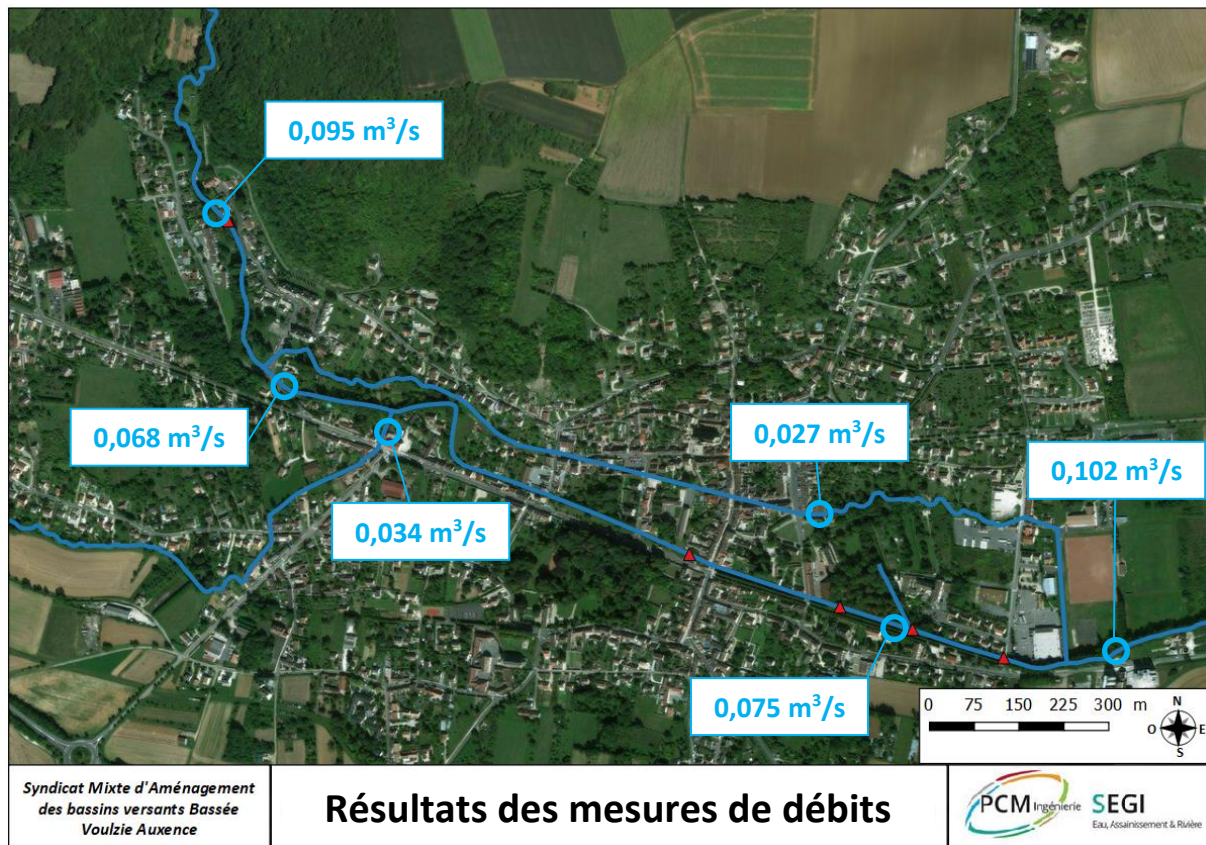 0,095 m³/s
0,068 m³/s
0,034 m³/s
0,027 m³/s
0,102 m³/s
0,075 m³/s
0 75 150 225 300 m
N
O E
S
Syndicat Mixte d'Aménagement
des bassins versants Bassée
Voulzie Auxence
Résultats des mesures de débits
PCM Ingénierie
SEGI
Eau, Assainissement & Rivière